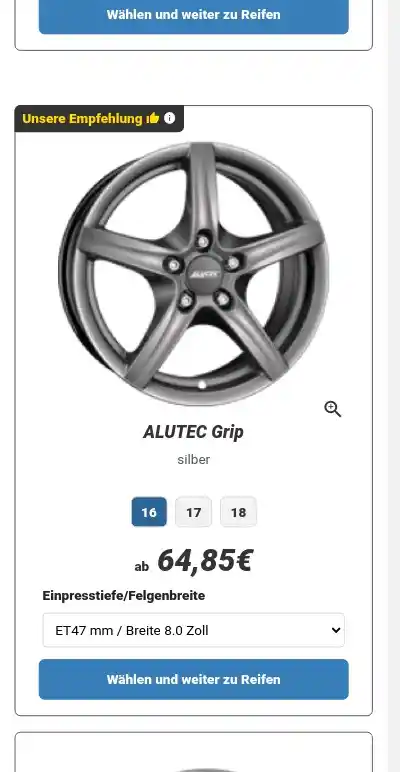 Wählen und weiter zu Reifen
Unsere Empfehlung
ALUTEC
ALUTEC Grip
silber
16 17 18
ab 64,85€
Einpresstiefe/Felgenbreite
ET47 mm / Breite 8.0 Zoll
Wählen und weiter zu Reifen